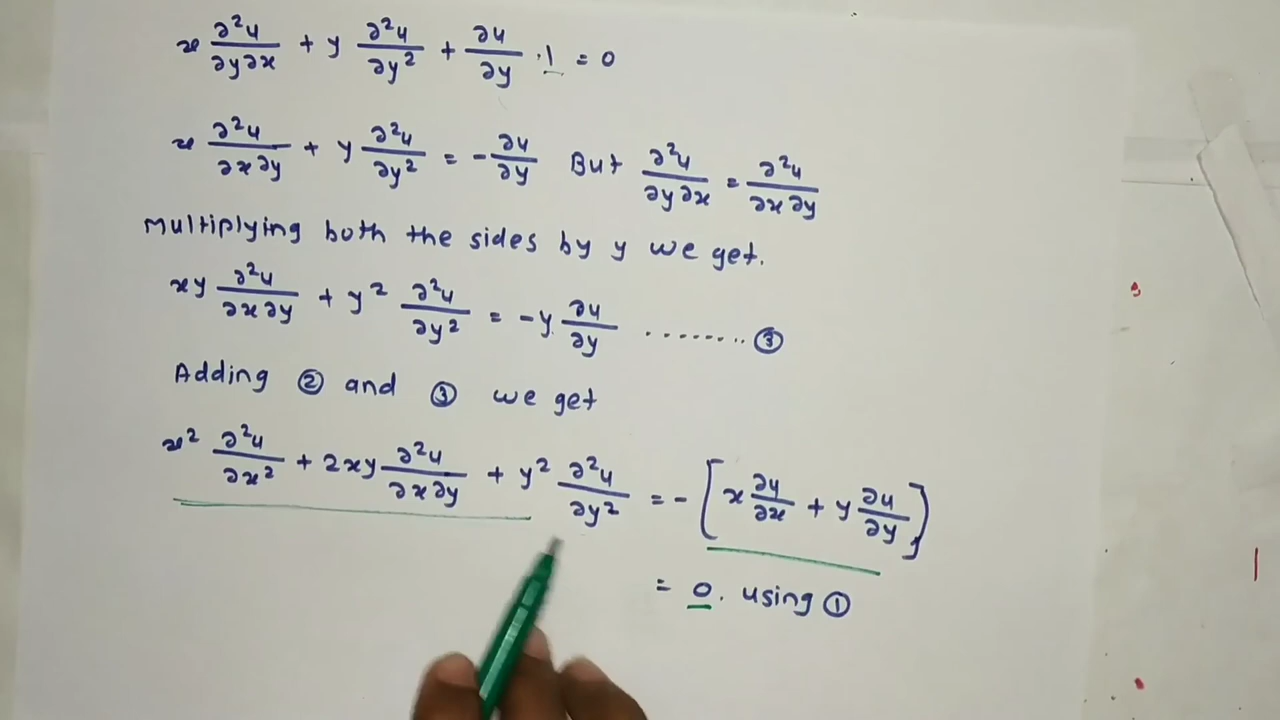 x ∂²u/∂y∂x + y ∂²u/∂y² + ∂u/∂y · 1 = 0
x ∂²u/∂x∂y + y ∂²u/∂y² = - ∂u/∂y But ∂²u/∂y∂x = ∂²u/∂x∂y
Multiplying both the sides by y we get.
xy ∂²u/∂x∂y + y² ∂²u/∂y² = -y ∂u/∂y ........ ③
Adding ② and ③ we get
x² ∂²u/∂x² + 2xy ∂²u/∂x∂y + y² ∂²u/∂y² = - [x ∂u/∂x + y ∂u/∂y]
= 0. using ①